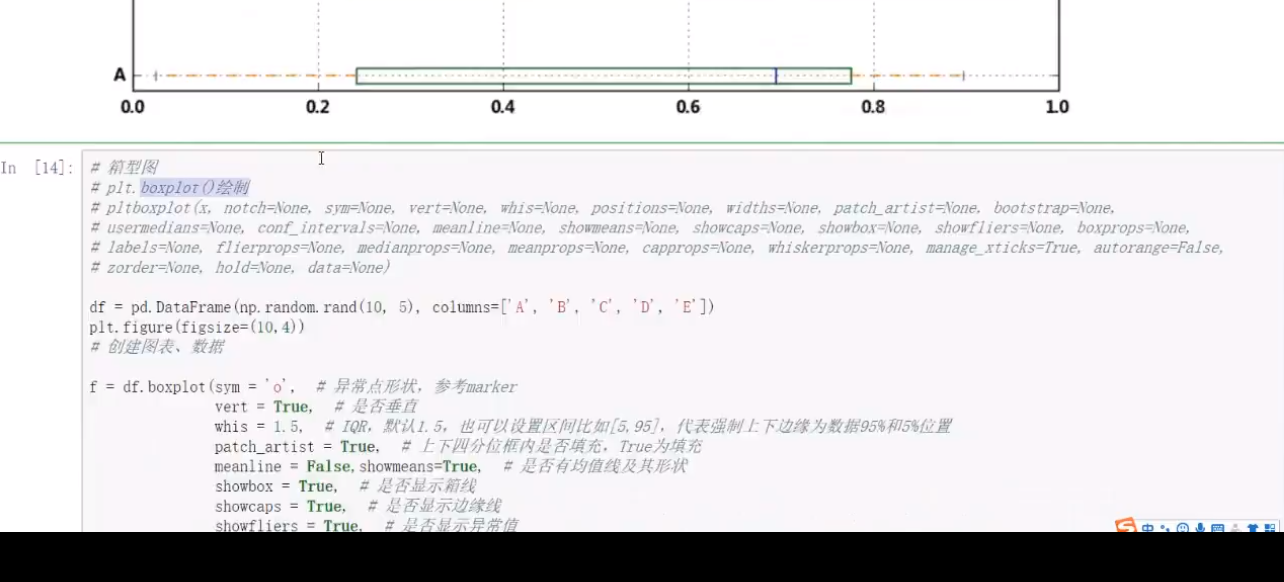 A
0.0 0.2 0.4 0.6 0.8 1.0
In [14]:
# 箱型图
# plt.boxplot()绘制
# pltboxplot(x, notch=None, sym=None, vert=None, whis=None, positions=None, widths=None, patch_artist=None, bootstrap=None,
# usermedians=None, conf_intervals=None, meanline=None, showmeans=None, showcaps=None, showbox=None, showfliers=None, boxprops=None,
# labels=None, flierprops=None, medianprops=None, meanprops=None, capprops=None, whiskerprops=None, manage_xticks=True, autorange=False,
# zorder=None, hold=None, data=None)
df = pd.DataFrame(np.random.rand(10, 5), columns=['A', 'B', 'C', 'D', 'E'])
plt.figure(figsize=(10,4))
# 创建图表、数据
f = df.boxplot(sym = 'o', # 异常点形状，参考marker
vert = True, # 是否垂直
whis = 1.5, # IQR，默认1.5，也可以设置区间比如[5,95]，代表强制上下边缘为数据95%和5%位置
patch_artist = True, # 上下四分位框内是否填充，True为填充
meanline = False,showmeans=True, # 是否有均值线及其形状
showbox = True, # 是否显示箱线
showcaps = True, # 是否显示边缘线
showfliers = True, # 是否显示异常值
中